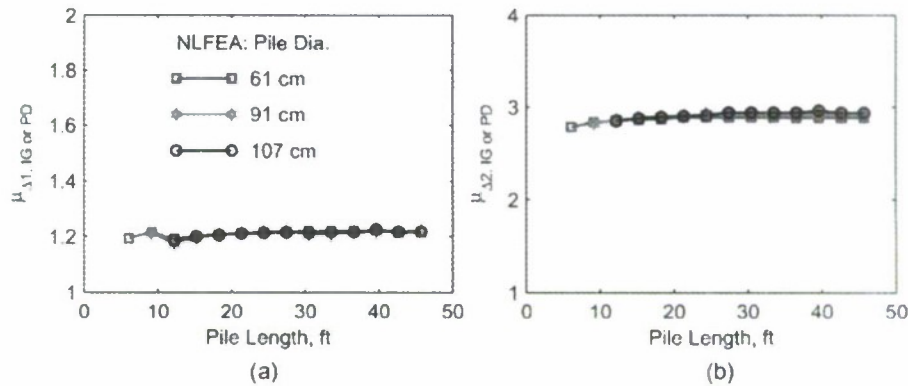 2
1.8
1.6
1.4
1.2
1
μΔ1, IG or PD
NLFEA: Pile Dia.
61 cm
91 cm
107 cm
0 10 20 30 40 50
Pile Length, ft
(a)
4
3
2
1
μΔ2, IG or PD
0 10 20 30 40 50
Pile Length, ft
(b)